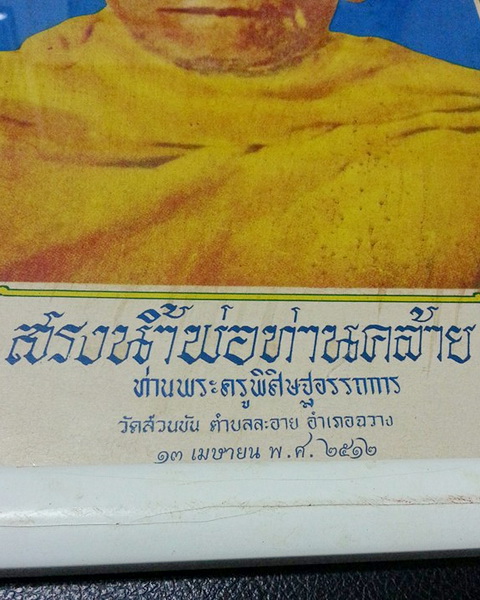 สรงน้ำพ่อท่านคล้าย
ท่านพระครูพิศิษฐอรรถการ
วัดส้วนขัน ตำบลละอาย อำเภอฉวาง
๑๓ เมษายน พ.ศ. ๒๕๑๒